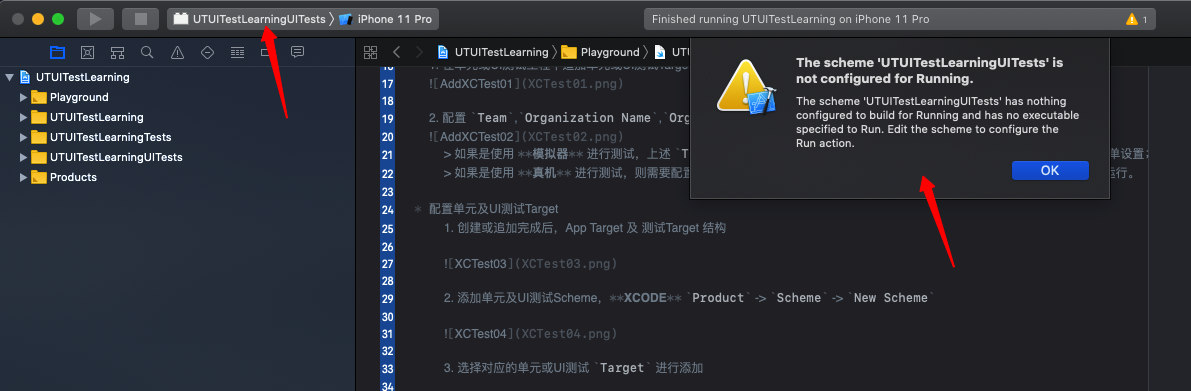 UTUITestLearningUITests
iPhone 11 Pro
Finished running UTUITestLearning on iPhone 11 Pro
1
UTUITestLearning
Playground
UTUITestLearning
UTUITestLearningTests
UTUITestLearningUITests
Products
UTUITestLearning
Playground
UT
16
17 ![AddXCTest01](XCTest01.png)
18
19 2. 配置 `Team`,`Organization Name`,`Org
20 ![AddXCTest02](XCTest02.png)
21 > 如果是使用 **模拟器** 进行测试，上述 `T
单设置;
22 > 如果是使用 **真机** 进行测试，则需要配置
运行。
23
24 * 配置单元及UI测试Target
25 1. 创建或追加完成后，App Target 及 测试Target 结构
26
27 ![XCTest03](XCTest03.png)
28
29 2. 添加单元及UI测试Scheme，**XCODE** `Product` -> `Scheme` -> `New Scheme`
30
31 ![XCTest04](XCTest04.png)
32
33 3. 选择对应的单元或UI测试 `Target` 进行添加
34
The scheme 'UTUITestLearningUITests' is
not configured for Running.
The scheme 'UTUITestLearningUITests' has nothing
configured to build for Running and has no executable
specified to Run. Edit the scheme to configure the
Run action.
OK